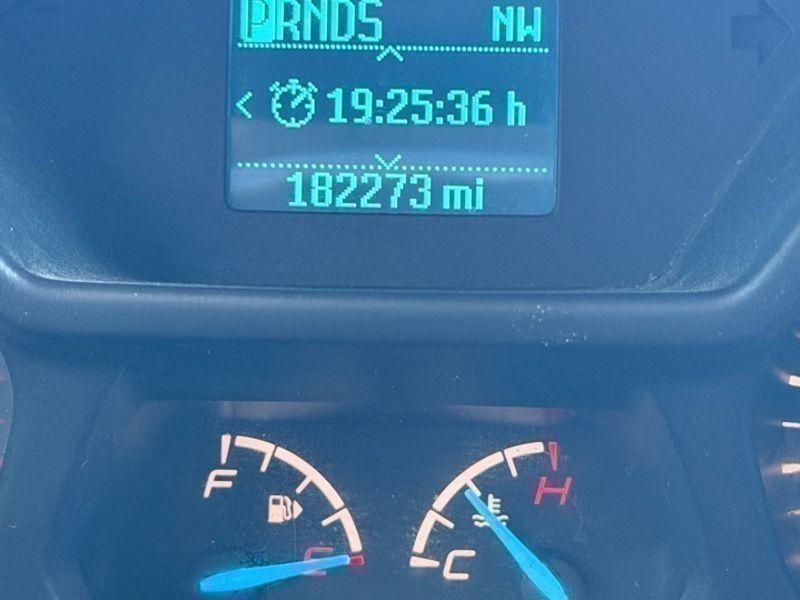 PRNDS NW
< 19:25:36 h
182273 mi
F H
E C